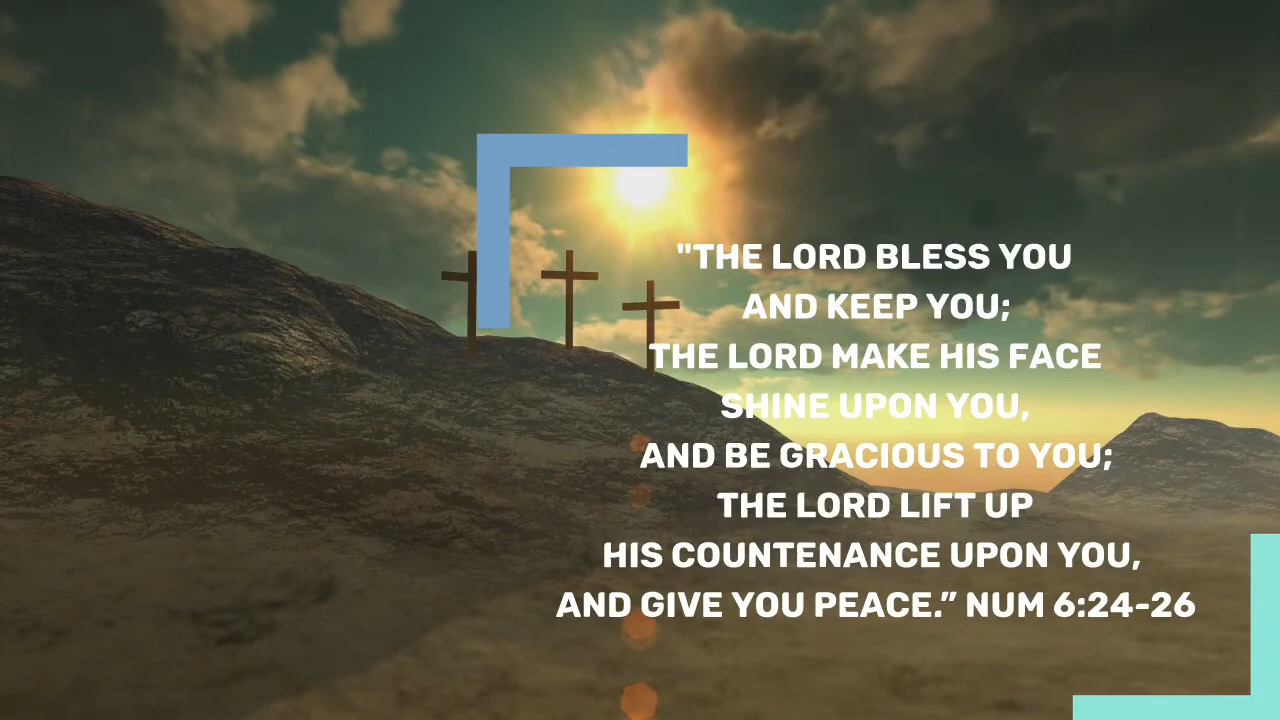 "THE LORD BLESS YOU
AND KEEP YOU;
THE LORD MAKE HIS FACE
SHINE UPON YOU,
AND BE GRACIOUS TO YOU;
THE LORD LIFT UP
HIS COUNTENANCE UPON YOU,
AND GIVE YOU PEACE.” NUM 6:24-26